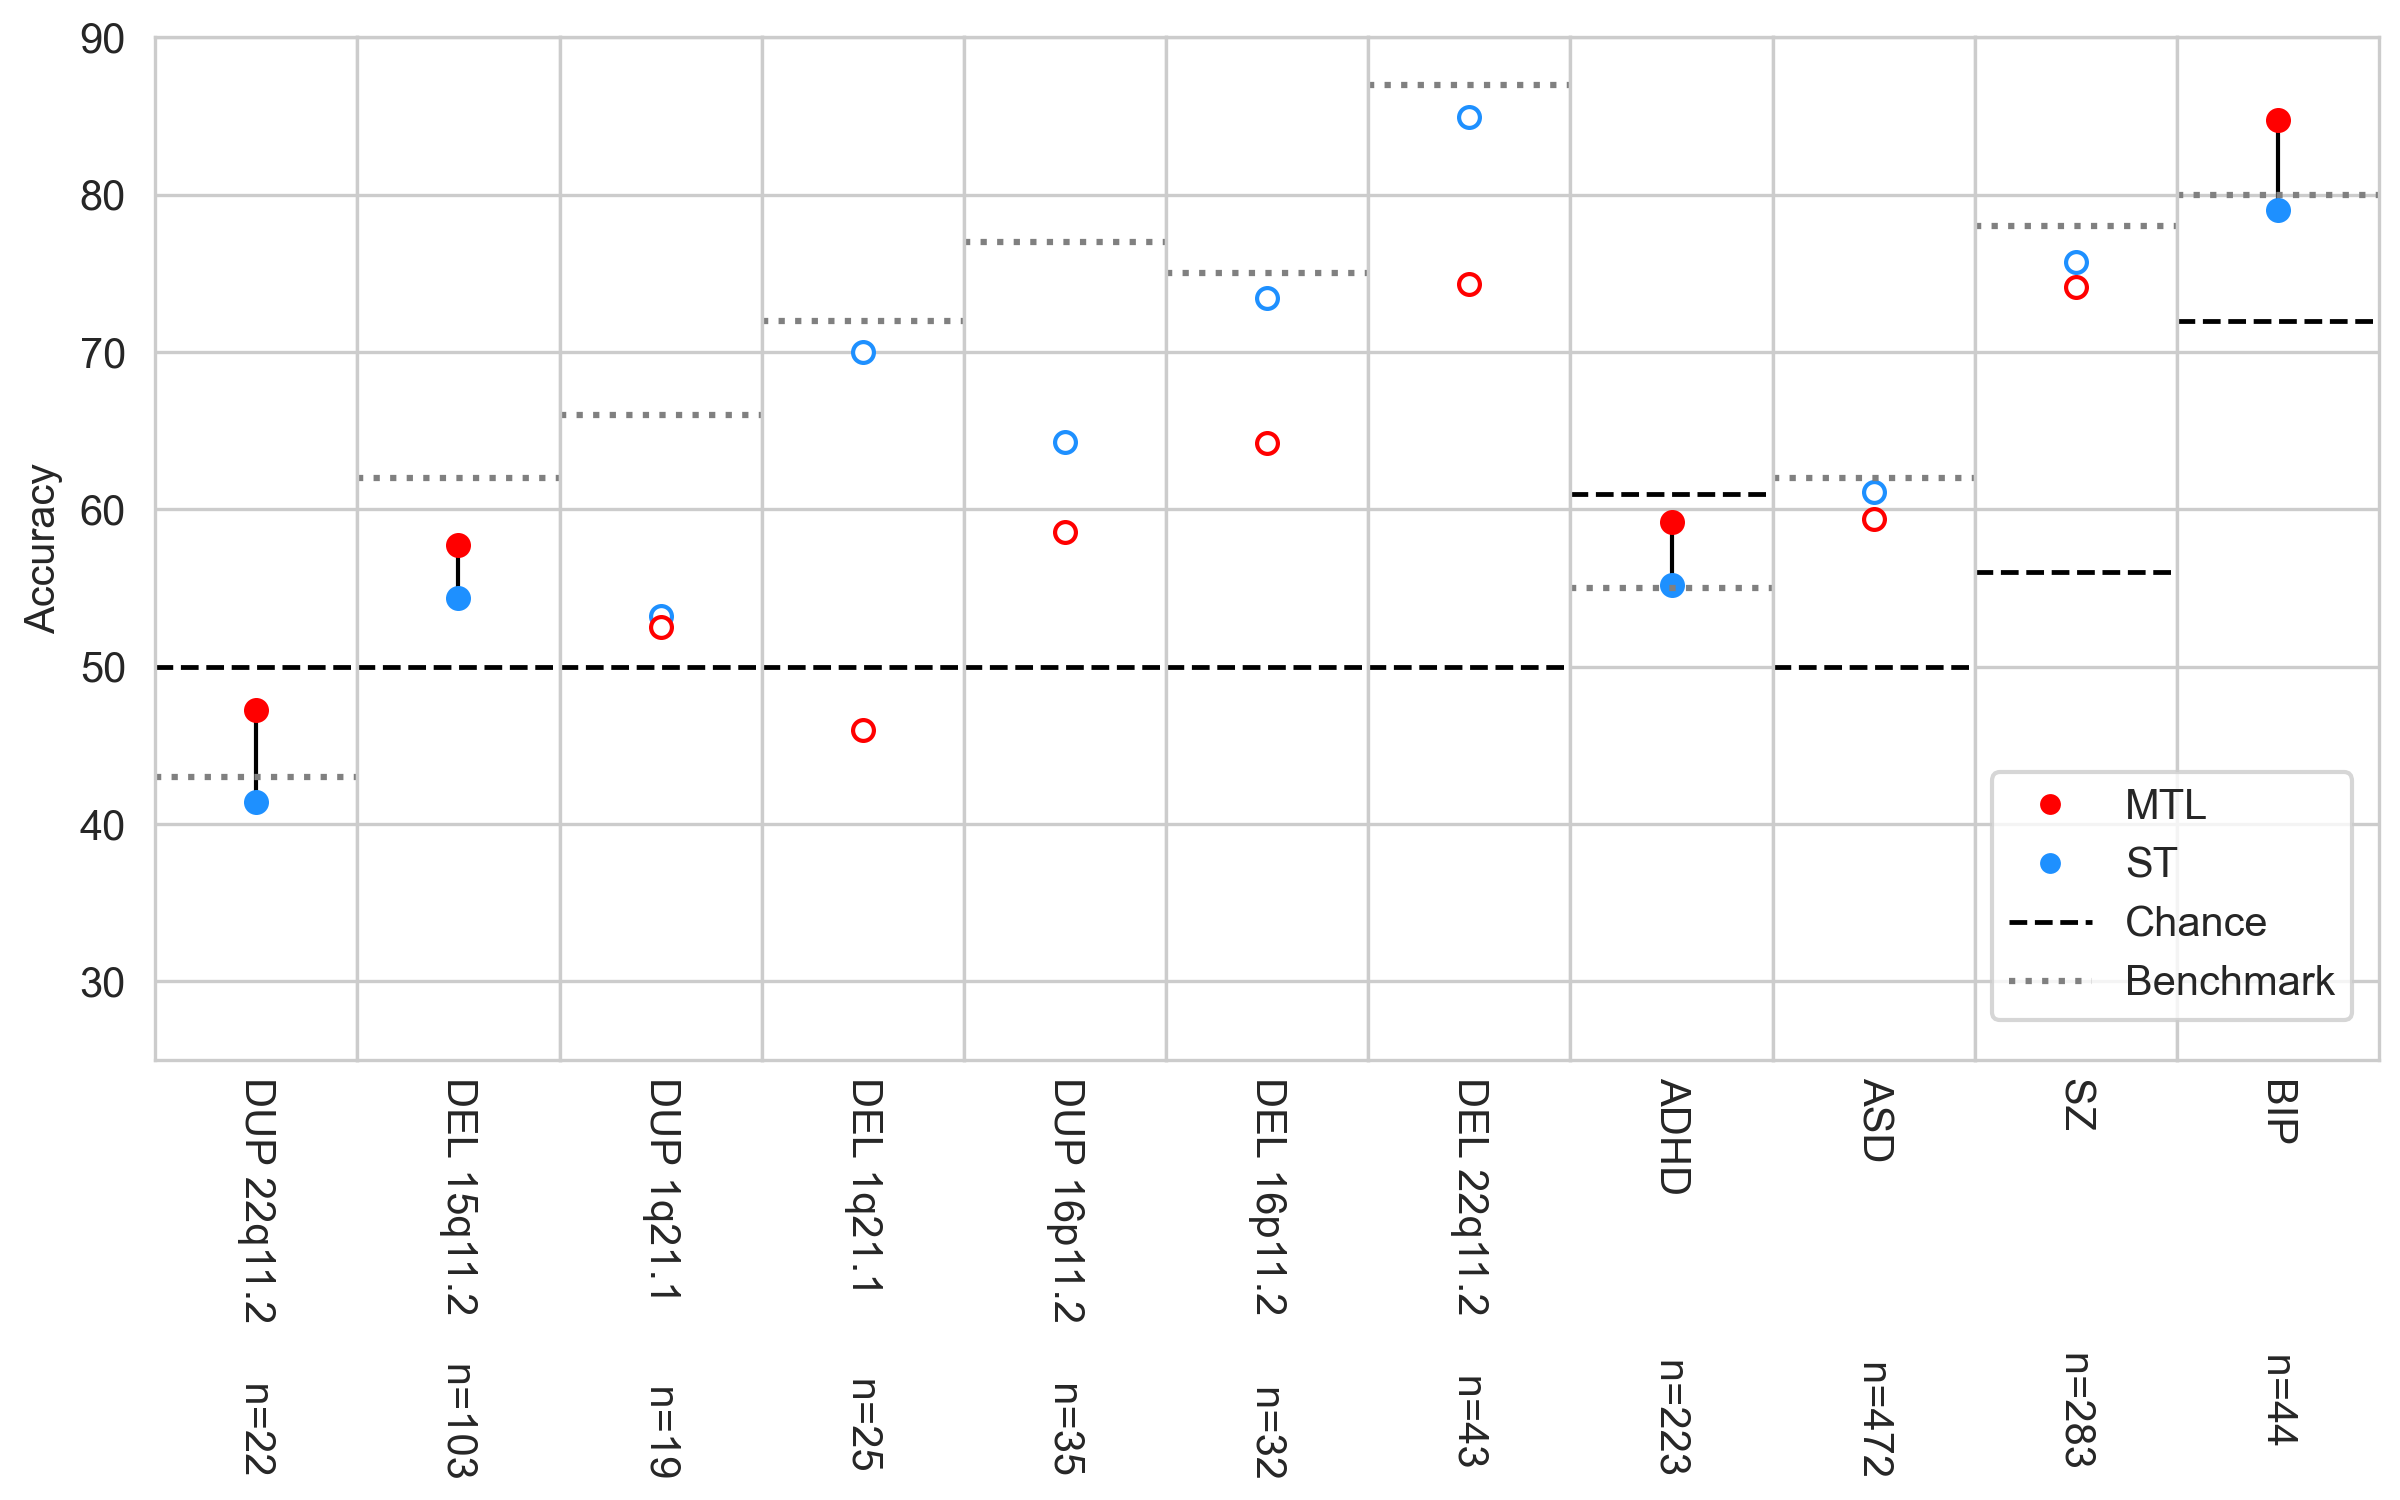 90
80
70
60
50
40
30
Accuracy
MTL
ST
Chance
Benchmark
DUP 22q11.2 n=22
DEL 15q11.2 n=103
DUP 1q21.1 n=19
DEL 1q21.1 n=25
DUP 16p11.2 n=35
DEL 16p11.2 n=32
DEL 22q11.2 n=43
ADHD n=223
ASD n=472
SZ n=283
BIP n=44